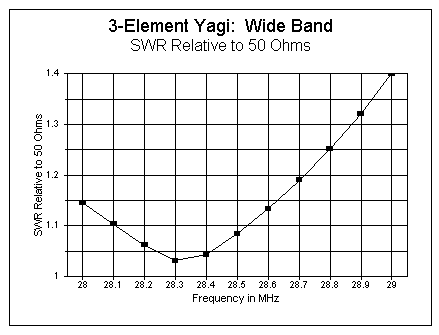 3-Element Yagi: Wide Band
SWR Relative to 50 Ohms
SWR Relative to 50 Ohms
1.4
1.3
1.2
1.1
1
28 28.1 28.2 28.3 28.4 28.5 28.6 28.7 28.8 28.9 29
Frequency in MHz